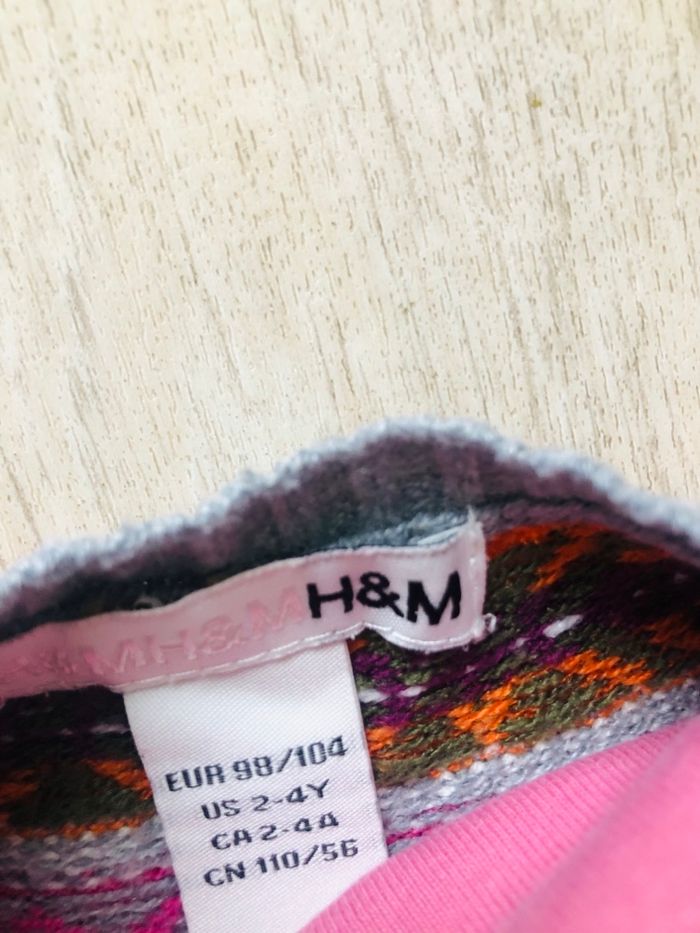 H&M H&M
EUR 98/104
US 2-4Y
CA 2-4A
CN 110/56